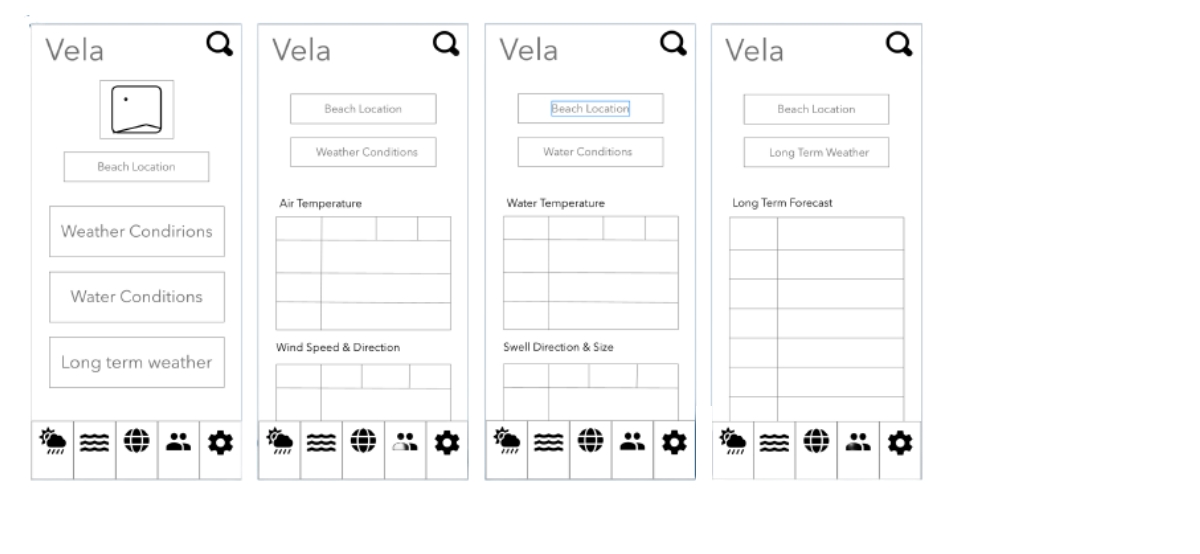 Vela
Beach Location
Weather Condirions
Water Conditions
Long term weather
Vela
Beach Location
Weather Conditions
Air Temperature
Wind Speed & Direction
Vela
Beach Location
Water Conditions
Water Temperature
Swell Direction & Size
Vela
Beach Location
Long Term Weather
Long Term Forecast